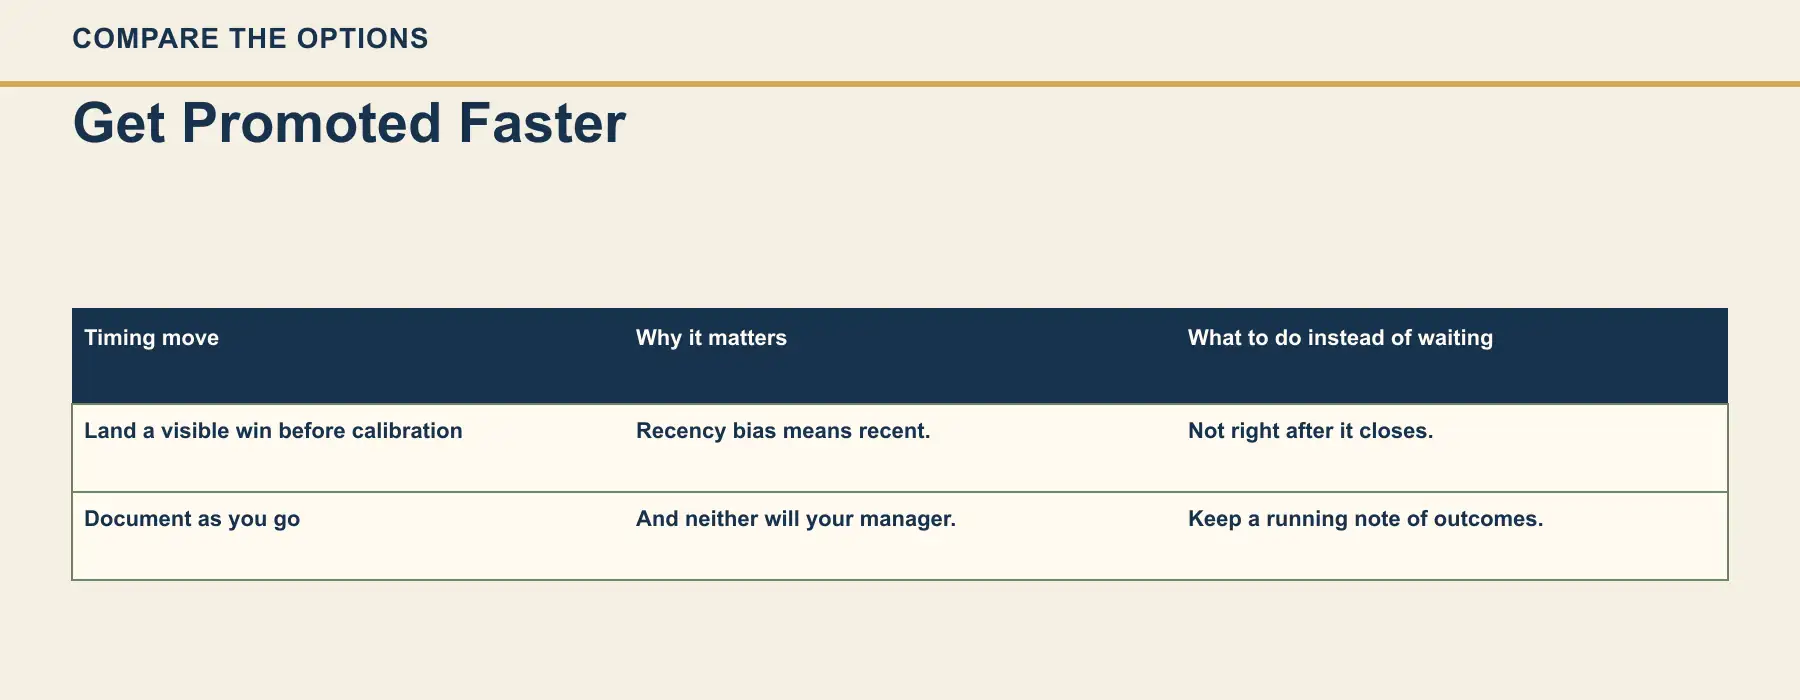 COMPARE THE OPTIONS
Get Promoted Faster
Timing move
Why it matters
What to do instead of waiting
Land a visible win before calibration
Recency bias means recent.
Not right after it closes.
Document as you go
And neither will your manager.
Keep a running note of outcomes.